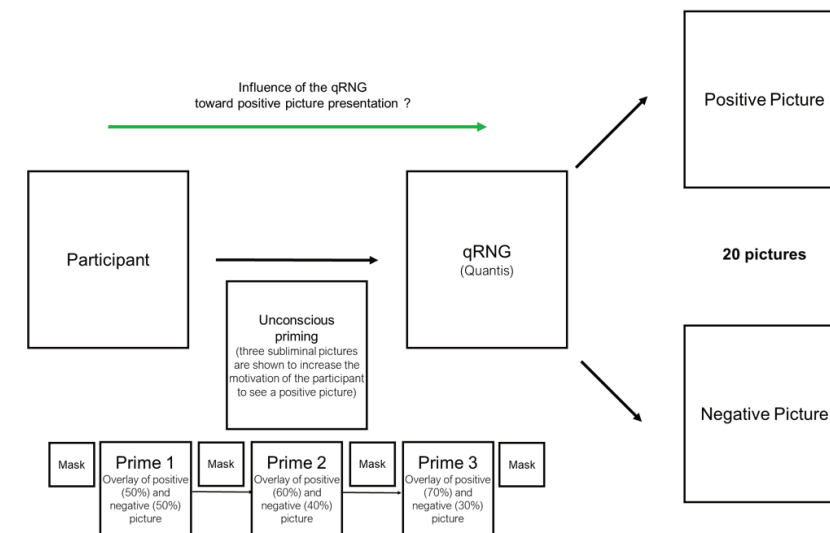 Influence of the qRNG
toward positive picture presentation ?
Positive Picture
Participant
qRNG
(Quantis)
20 pictures
Unconscious
priming
(three subliminal pictures
are shown to increase the
motivation of the participant
to see a positive picture)
Negative Picture
Mask
Prime 1
Overlay of positive
(50%) and
negative (50%)
picture
Mask
Prime 2
Overlay of positive
(60%) and
negative (40%)
picture
Mask
Prime 3
Overlay of positive
(70%) and
negative (30%)
picture
Mask